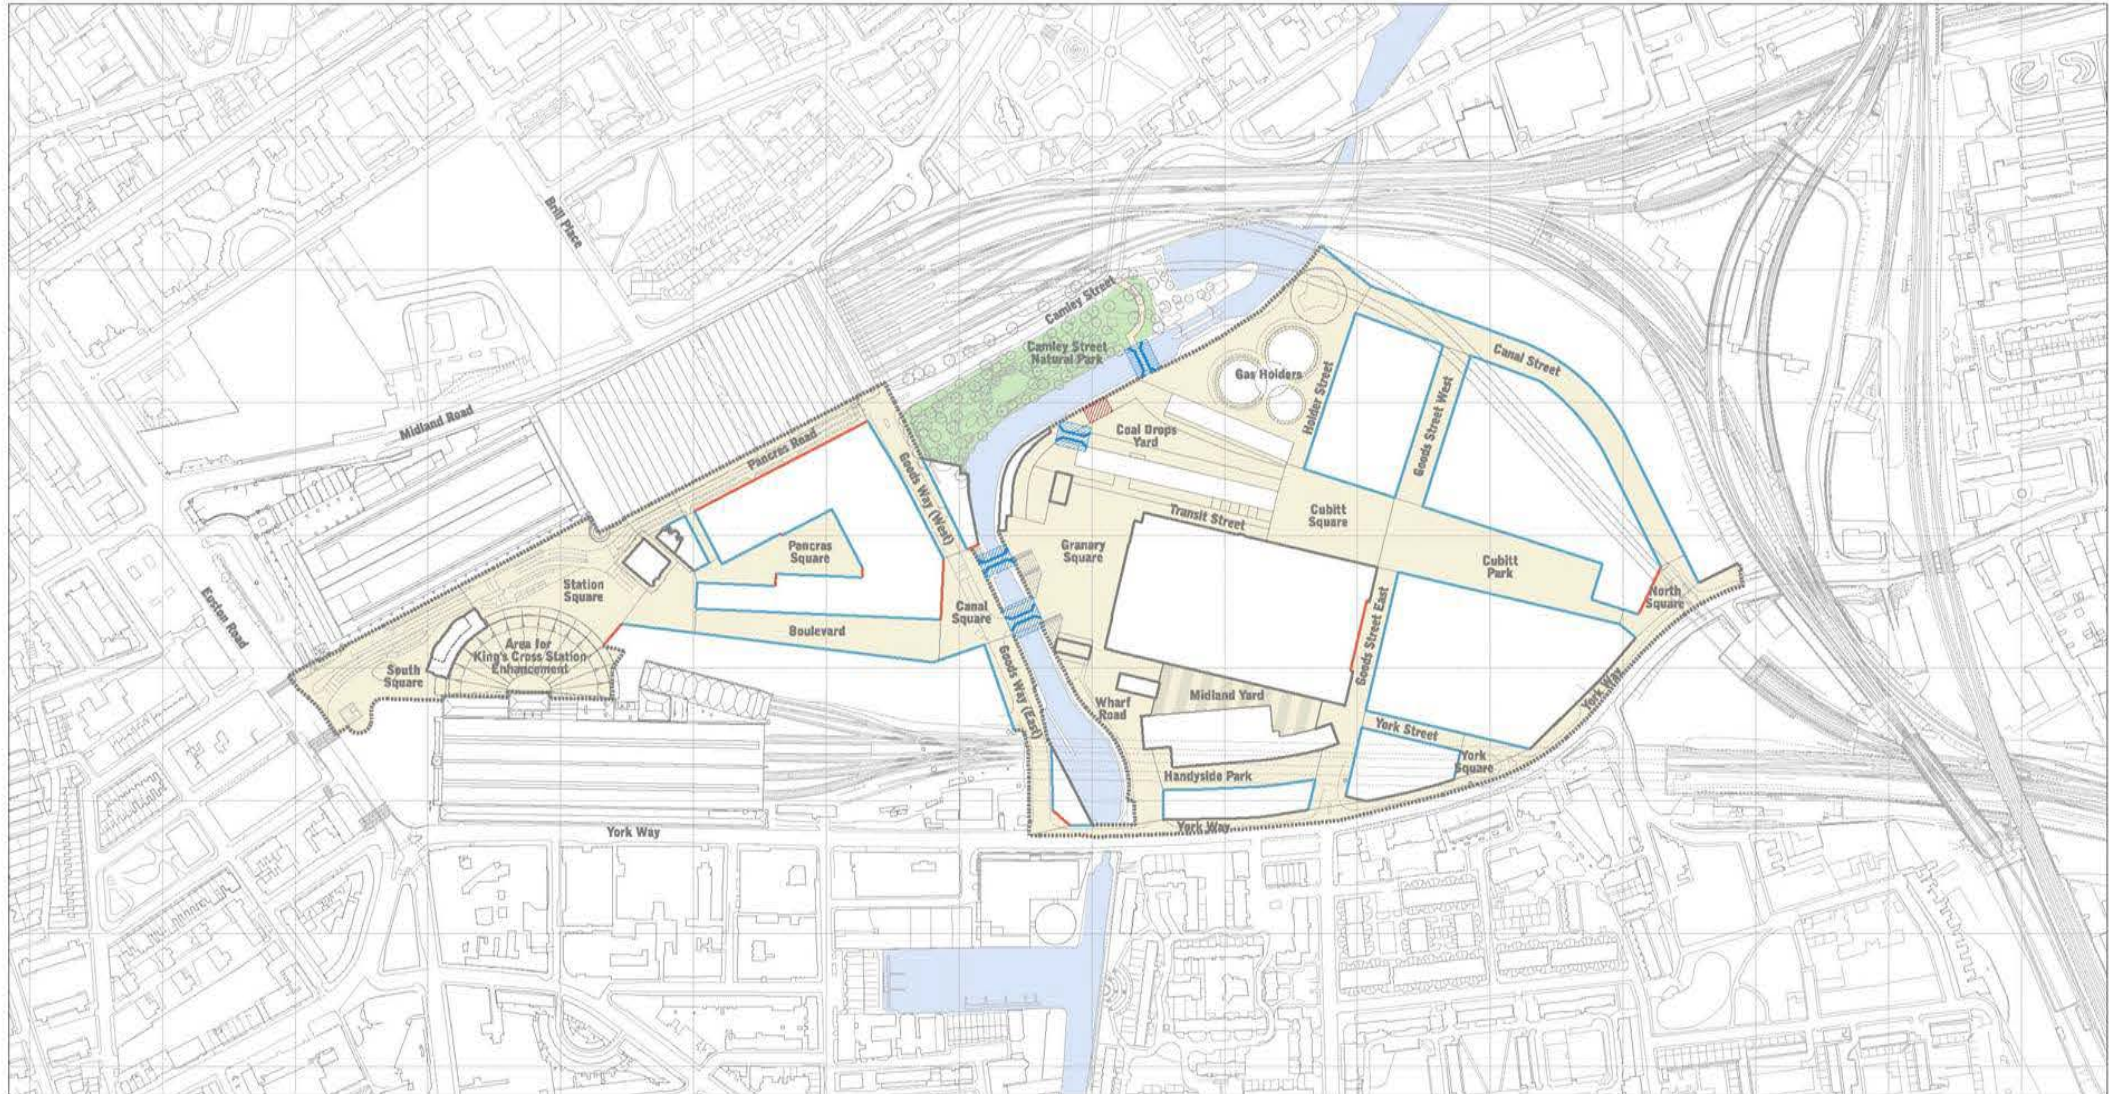 Brill Place
Camley Street
Camley Street
Natural Park
Canal Street
Gas Holders
Holder Street
Goods Street West
Midland Road
Pancras Road
Coal Drops
Yard
Goods Way (West)
Transit Street
Cubitt
Square
Pancras
Square
Granary
Square
Cubitt
Park
Station
Square
Euston Road
Canal
Square
North
Square
Boulevard
Goods Street East
Area for
King's Cross Station
Enhancement
South
Square
Goods Way (East)
Wharf
Road
Midland Yard
York Way
York Street
York
Square
Handyside Park
York Way
York Way